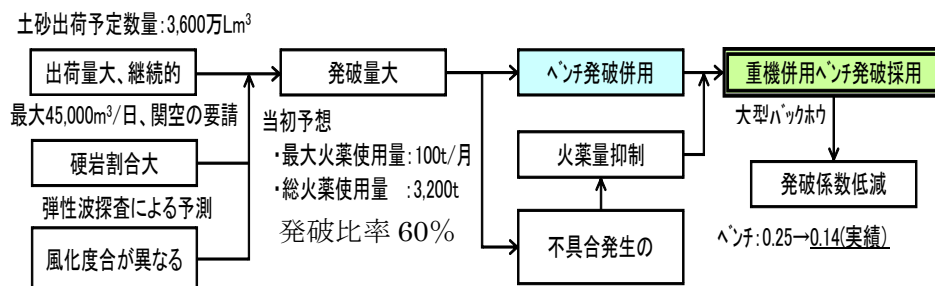 土砂出荷予定数量:3,600万Lm³
出荷量大、継続的
最大45,000m³/日、関空の要請
硬岩割合大
弾性波探査による予測
風化度合が異なる
発破量大
当初予想
・最大火薬使用量:100t/月
・総火薬使用量 :3,200t
発破比率 60%
ベンチ発破併用
火薬量抑制
不具合発生の
重機併用ベンチ発破採用
大型バックホウ
発破係数低減
ベンチ:0.25→0.14(実績)